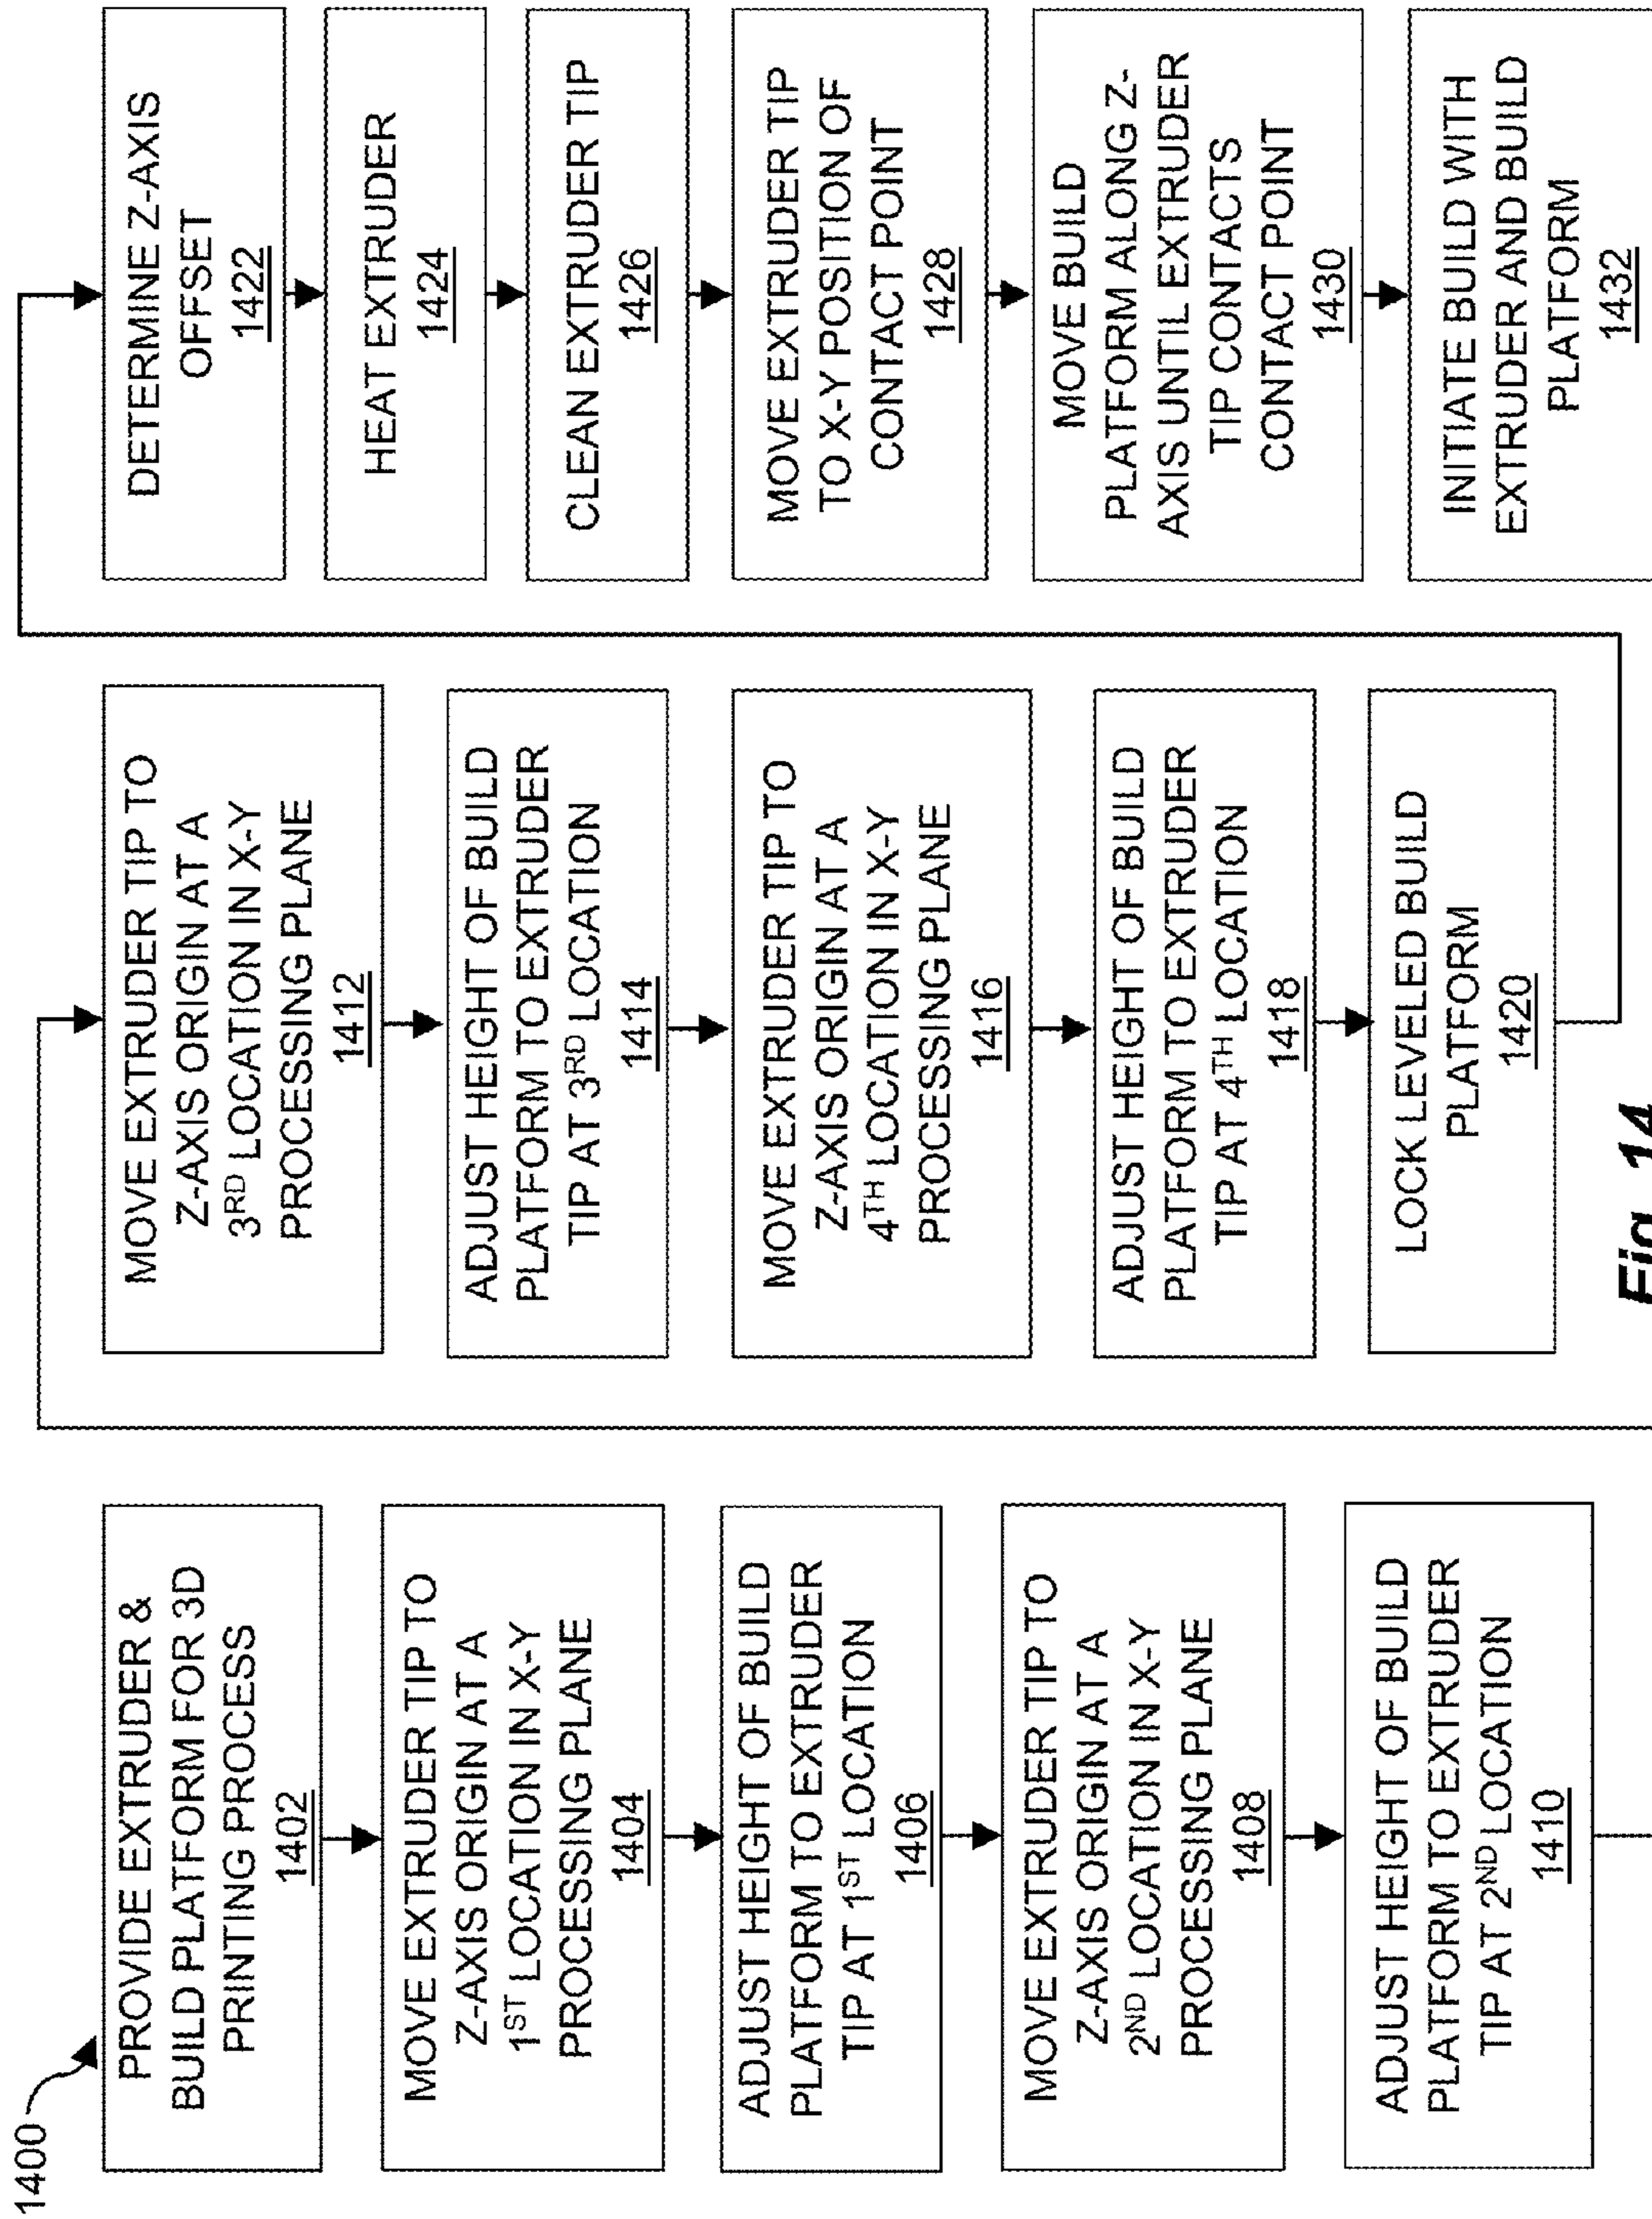 1400
PROVIDE EXTRUDER &
BUILD PLATFORM FOR 3D
PRINTING PROCESS
1402
MOVE EXTRUDER TIP TO
Z-AXIS ORIGIN AT A
1ST LOCATION IN X-Y
PROCESSING PLANE
1404
ADJUST HEIGHT OF BUILD
PLATFORM TO EXTRUDER
TIP AT 1ST LOCATION
1406
MOVE EXTRUDER TIP TO
Z-AXIS ORIGIN AT A
2ND LOCATION IN X-Y
PROCESSING PLANE
1408
ADJUST HEIGHT OF BUILD
PLATFORM TO EXTRUDER
TIP AT 2ND LOCATION
1410
MOVE EXTRUDER TIP TO
Z-AXIS ORIGIN AT A
3RD LOCATION IN X-Y
PROCESSING PLANE
1412
ADJUST HEIGHT OF BUILD
PLATFORM TO EXTRUDER
TIP AT 3RD LOCATION
1414
MOVE EXTRUDER TIP TO
Z-AXIS ORIGIN AT A
4TH LOCATION IN X-Y
PROCESSING PLANE
1416
ADJUST HEIGHT OF BUILD
PLATFORM TO EXTRUDER
TIP AT 4TH LOCATION
1418
LOCK LEVELED BUILD
PLATFORM
1420
DETERMINE Z-AXIS
OFFSET
1422
HEAT EXTRUDER
1424
CLEAN EXTRUDER TIP
1426
MOVE EXTRUDER TIP
TO X-Y POSITION OF
CONTACT POINT
1428
MOVE BUILD
PLATFORM ALONG Z-
AXIS UNTIL EXTRUDER
TIP CONTACTS
CONTACT POINT
1430
INITIATE BUILD WITH
EXTRUDER AND BUILD
PLATFORM
1432
Fig. 14